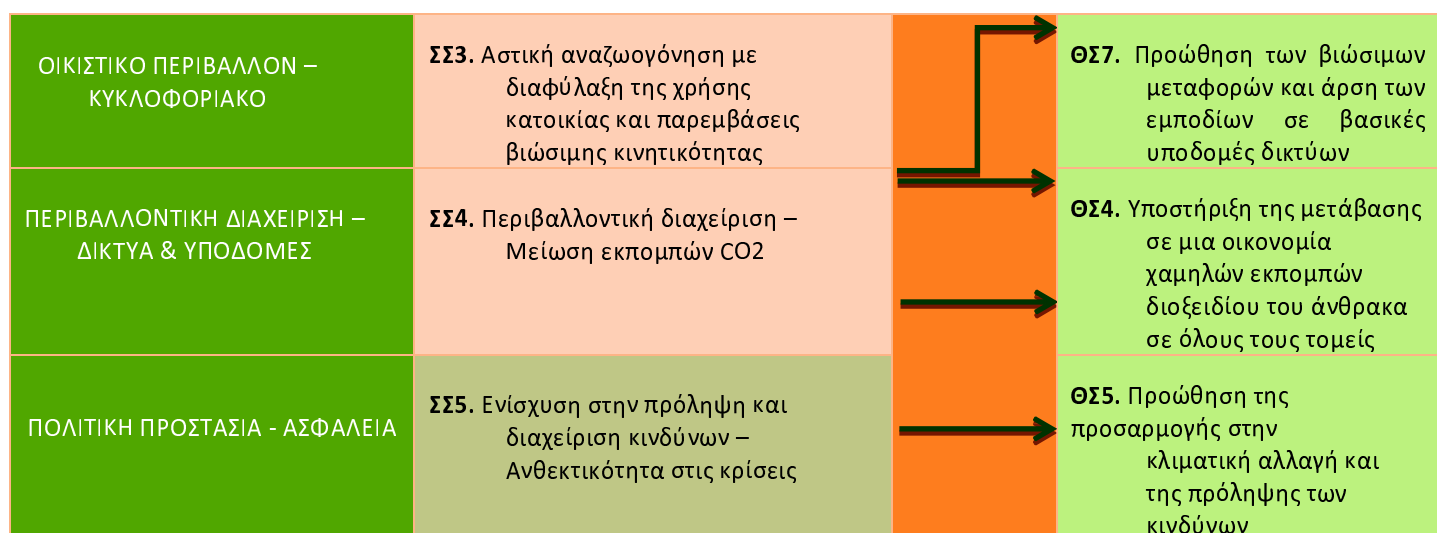 ΟΙΚΙΣΤΙΚΟ ΠΕΡΙΒΑΛΛΟΝ –
ΚΥΚΛΟΦΟΡΙΑΚΟ
ΣΣ3. Αστική αναζωογόνηση με
διαφύλαξη της χρήσης
κατοικίας και παρεμβάσεις
βιώσιμης κινητικότητας
ΘΣ7. Προώθηση των βιώσιμων
μεταφορών και άρση των
εμποδίων σε βασικές
υποδομές δικτύων
ΠΕΡΙΒΑΛΛΟΝΤΙΚΗ ΔΙΑΧΕΙΡΙΣΗ –
ΔΙΚΤΥΑ & ΥΠΟΔΟΜΕΣ
ΣΣ4. Περιβαλλοντική διαχείριση –
Μείωση εκπομπών CO2
ΘΣ4. Υποστήριξη της μετάβασης
σε μια οικονομία
χαμηλών εκπομπών
διοξειδίου του άνθρακα
σε όλους τους τομείς
ΠΟΛΙΤΙΚΗ ΠΡΟΣΤΑΣΙΑ - ΑΣΦΑΛΕΙΑ
ΣΣ5. Ενίσχυση στην πρόληψη και
διαχείριση κινδύνων –
Ανθεκτικότητα στις κρίσεις
ΘΣ5. Προώθηση της
προσαρμογής στην
κλιματική αλλαγή και
της πρόληψης των
κινδύνων